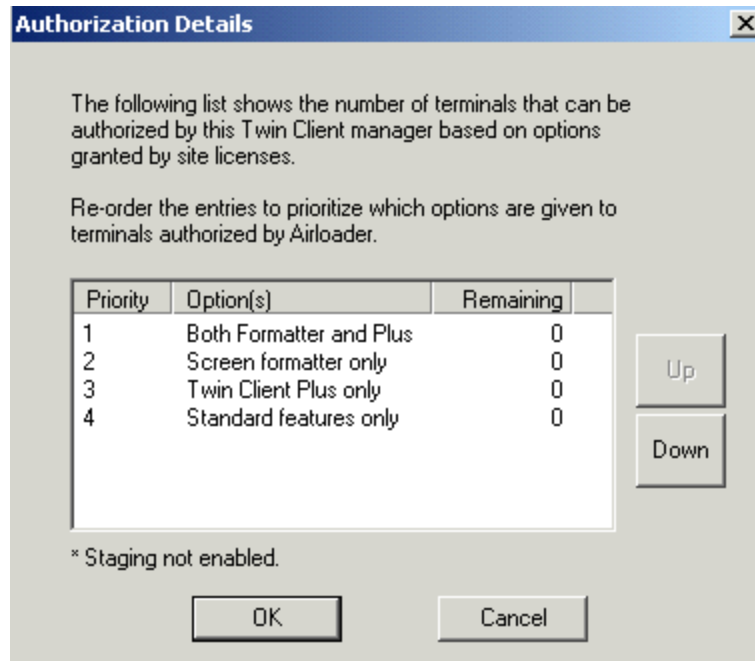 Authorization Details
The following list shows the number of terminals that can be
authorized by this Twin Client manager based on options
granted by site licenses.
Re-order the entries to prioritize which options are given to
terminals authorized by Airloader.
Priority Option(s) Remaining
1 Both Formatter and Plus 0
2 Screen formatter only 0
3 Twin Client Plus only 0
4 Standard features only 0
Up
Down
* Staging not enabled.
OK Cancel